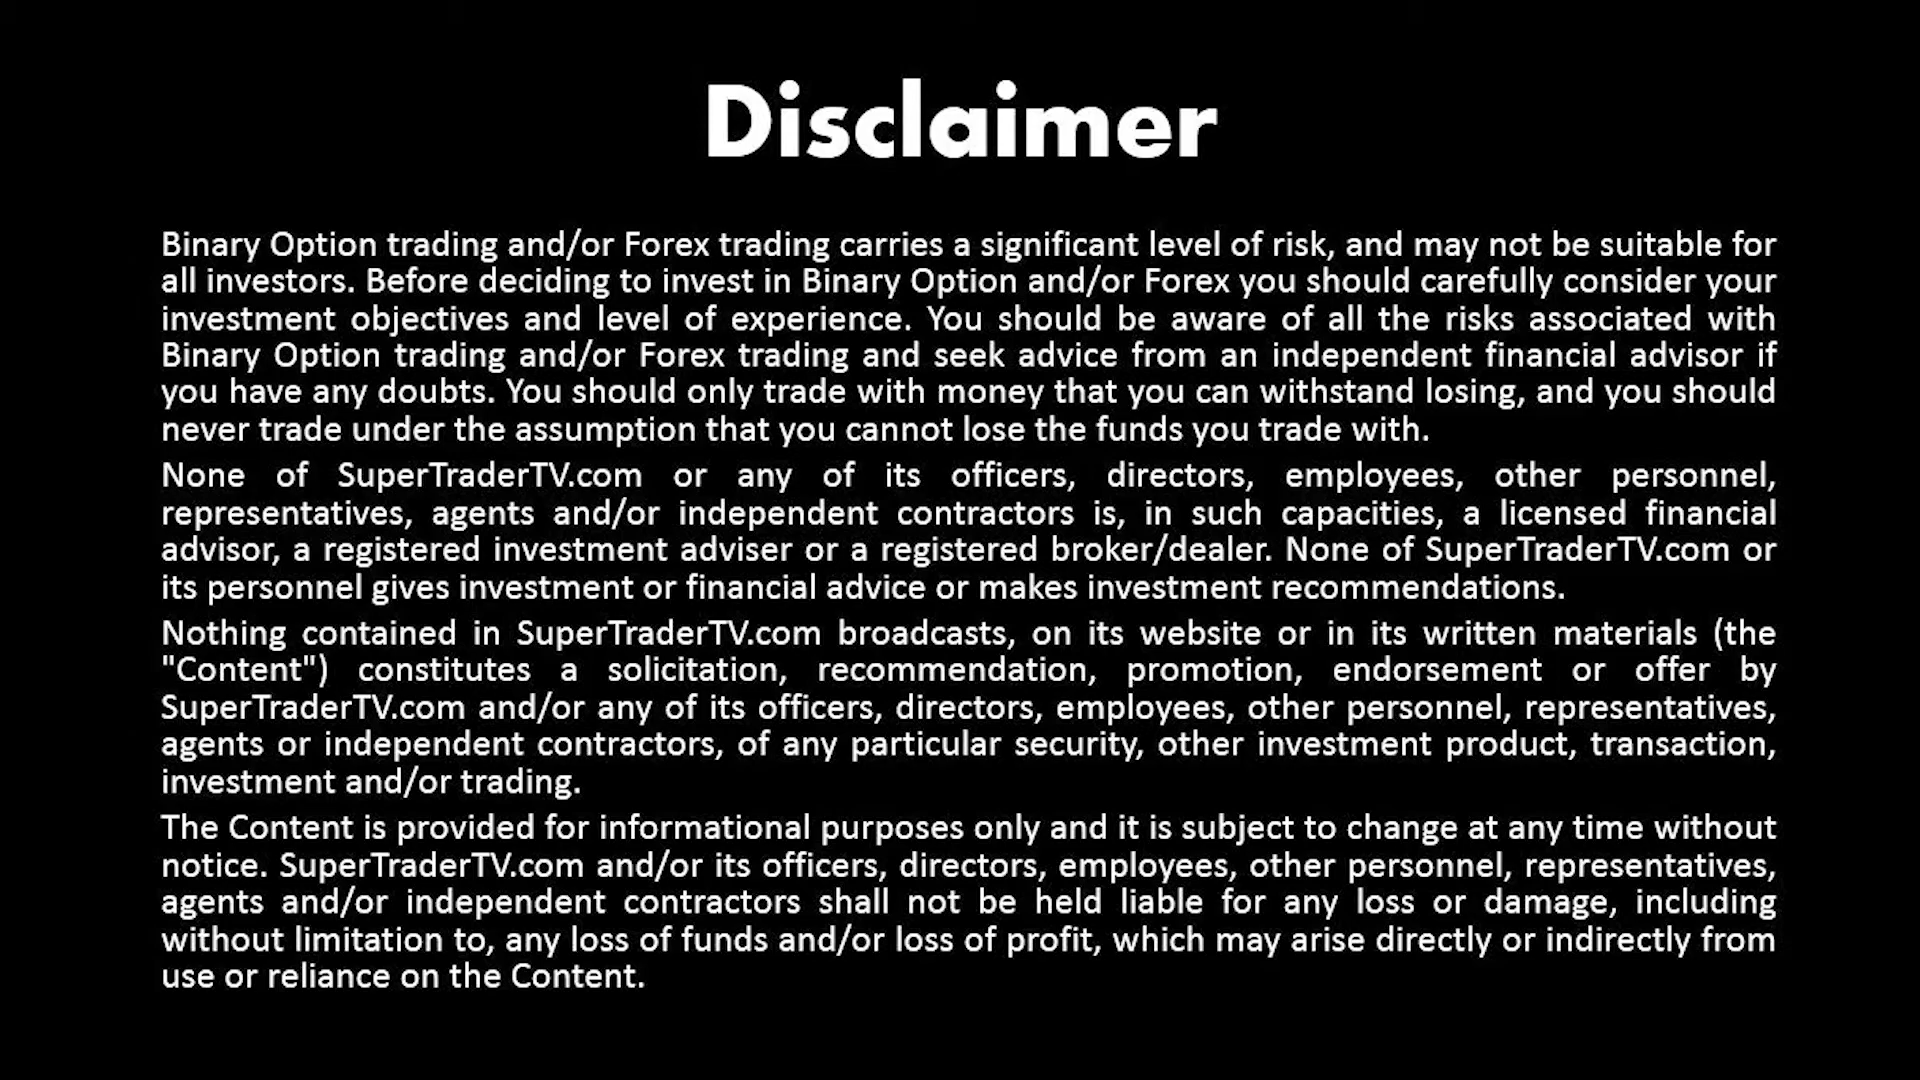 Disclaimer
Binary Option trading and/or Forex trading carries a significant level of risk, and may not be suitable for
all investors. Before deciding to invest in Binary Option and/or Forex you should carefully consider your
investment objectives and level of experience. You should be aware of all the risks associated with
Binary Option trading and/or Forex trading and seek advice from an independent financial advisor if
you have any doubts. You should only trade with money that you can withstand losing, and you should
never trade under the assumption that you cannot lose the funds you trade with.
None of SuperTraderTV.com or any of its officers, directors, employees, other personnel,
representatives, agents and/or independent contractors is, in such capacities, a licensed financial
advisor, a registered investment adviser or a registered broker/dealer. None of SuperTraderTV.com or
its personnel gives investment or financial advice or makes investment recommendations.
Nothing contained in SuperTraderTV.com broadcasts, on its website or in its written materials (the
"Content") constitutes a solicitation, recommendation, promotion, endorsement or offer by
SuperTraderTV.com and/or any of its officers, directors, employees, other personnel, representatives,
agents or independent contractors, of any particular security, other investment product, transaction,
investment and/or trading.
The Content is provided for informational purposes only and it is subject to change at any time without
notice. SuperTraderTV.com and/or its officers, directors, employees, other personnel, representatives,
agents and/or independent contractors shall not be held liable for any loss or damage, including
without limitation to, any loss of funds and/or loss of profit, which may arise directly or indirectly from
use or reliance on the Content.